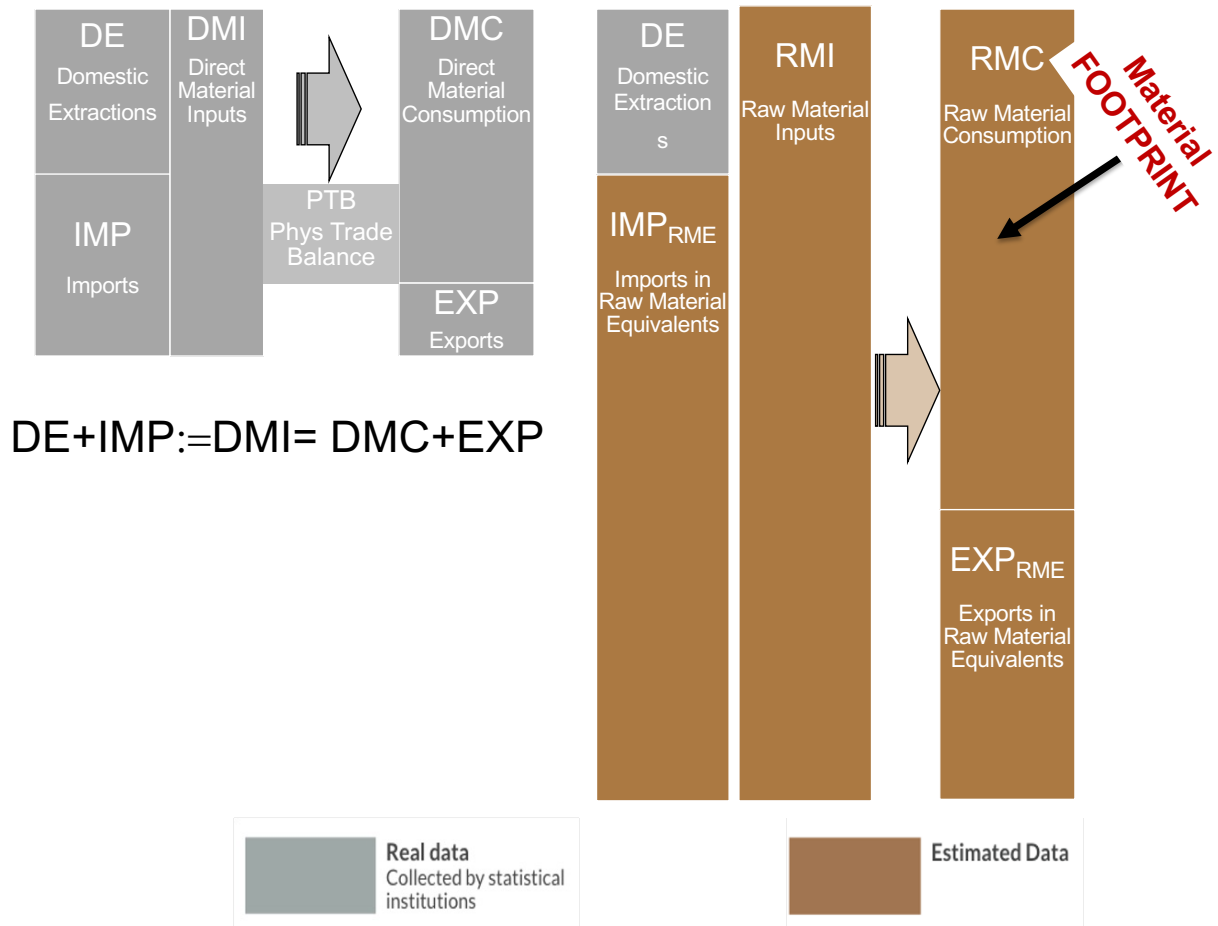 DE
Domestic
Extractions
DMI
Direct
Material
Inputs
DMC
Direct
Material
Consumption
IMP
Imports
PTB
Phys Trade
Balance
EXP
Exports
DE+IMP:=DMI= DMC+EXP
DE
Domestic
Extraction
s
IMPRME
Imports in
Raw Material
Equivalents
RMI
Raw Material
Inputs
RMC
Raw Material
Consumption
Material
FOOTPRINT
EXPRME
Exports in
Raw Material
Equivalents
Real data
Collected by statistical
institutions
Estimated Data